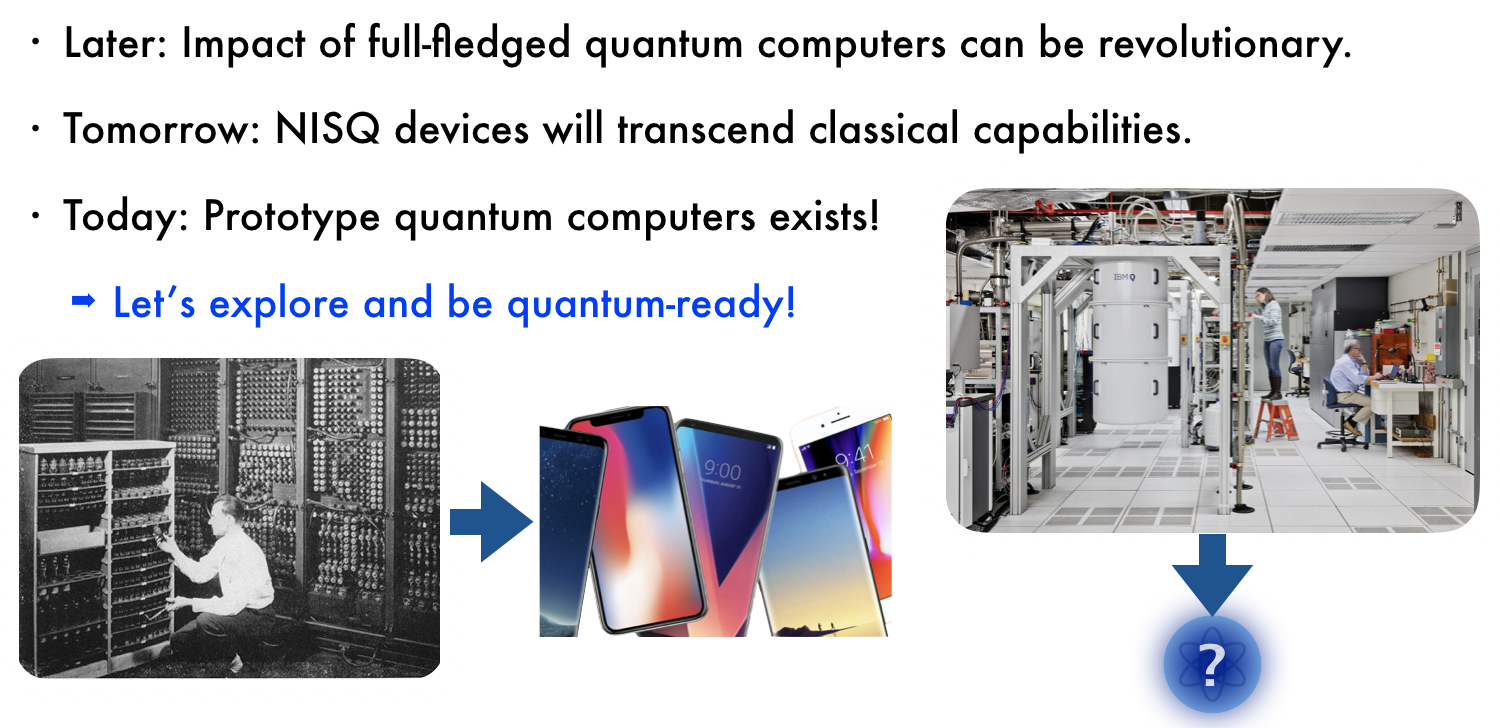 · Later: Impact of full-fledged quantum computers can be revolutionary.
· Tomorrow: NISQ devices will transcend classical capabilities.
· Today: Prototype quantum computers exists!
➡ Let’s explore and be quantum-ready!
IBM Q
9:00
9:41
?